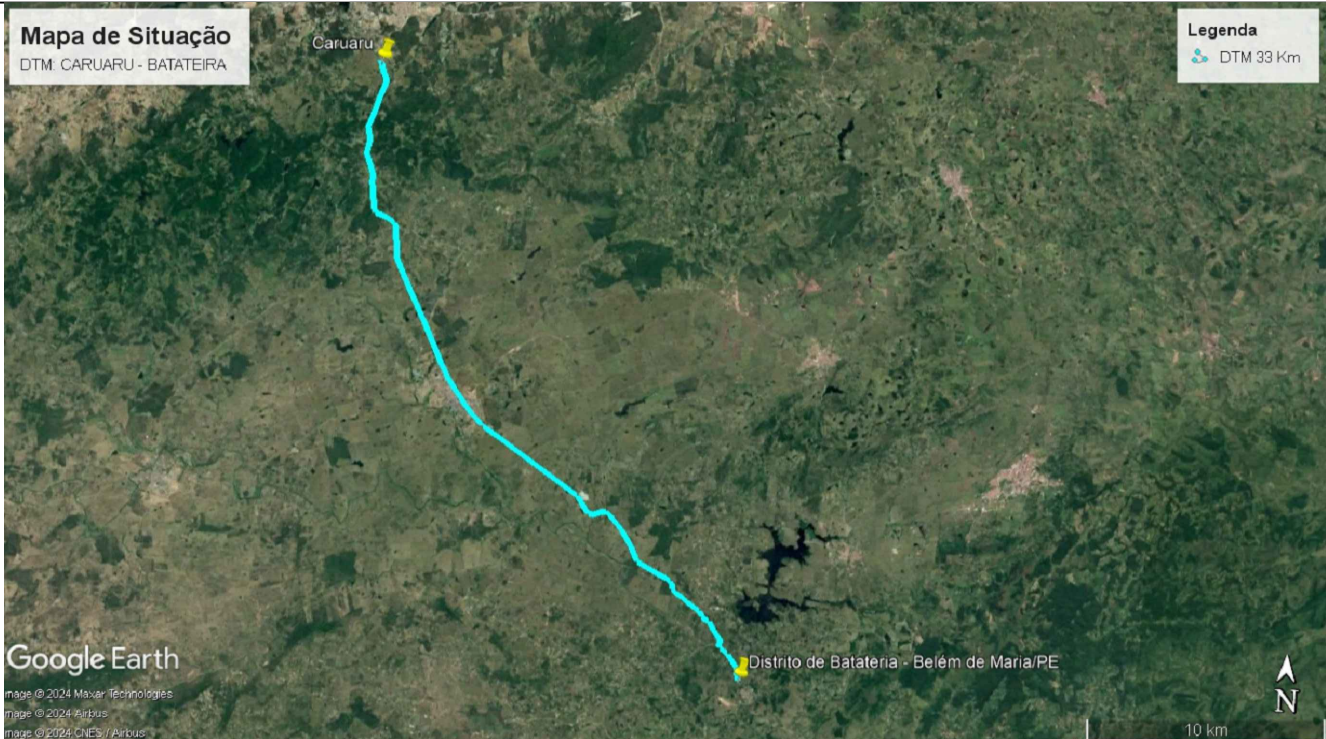 Mapa de Situação
DTM: CARUARU - BATATEIRA
Legenda
DTM 33 Km
Caruaru
Distrito de Batateria - Belém de Maria/PE
Google Earth
mage © 2024 Maxar Technologies
mage © 2024 Airbus
mage © 2024 CNES / Airbus
N
10 km